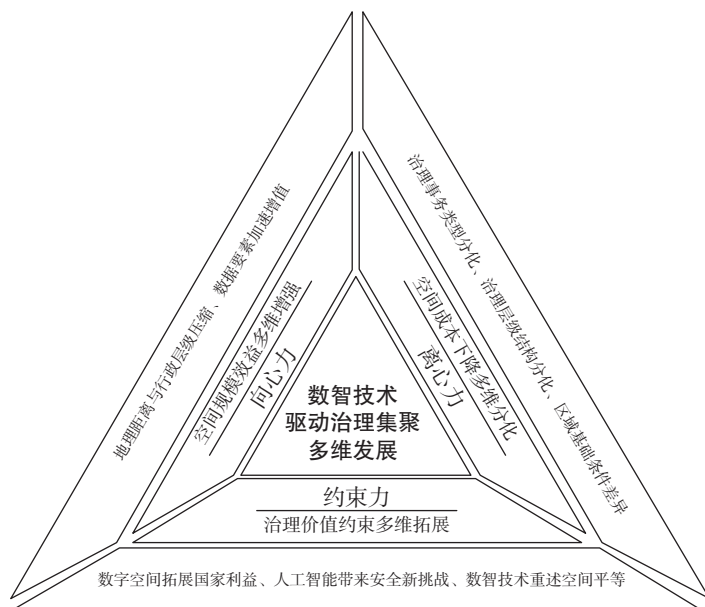 地理距离与行政层级压缩、数据要素加速增值
空间规模效益多维增强
向心力
治理事务类型分化、治理层级结构分化、区域基础条件差异
空间成本下降多维分化
离心力
数智技术
驱动治理集聚
多维发展
约束力
治理价值约束多维拓展
数字空间拓展国家利益、人工智能带来安全新挑战、数智技术重述空间平等